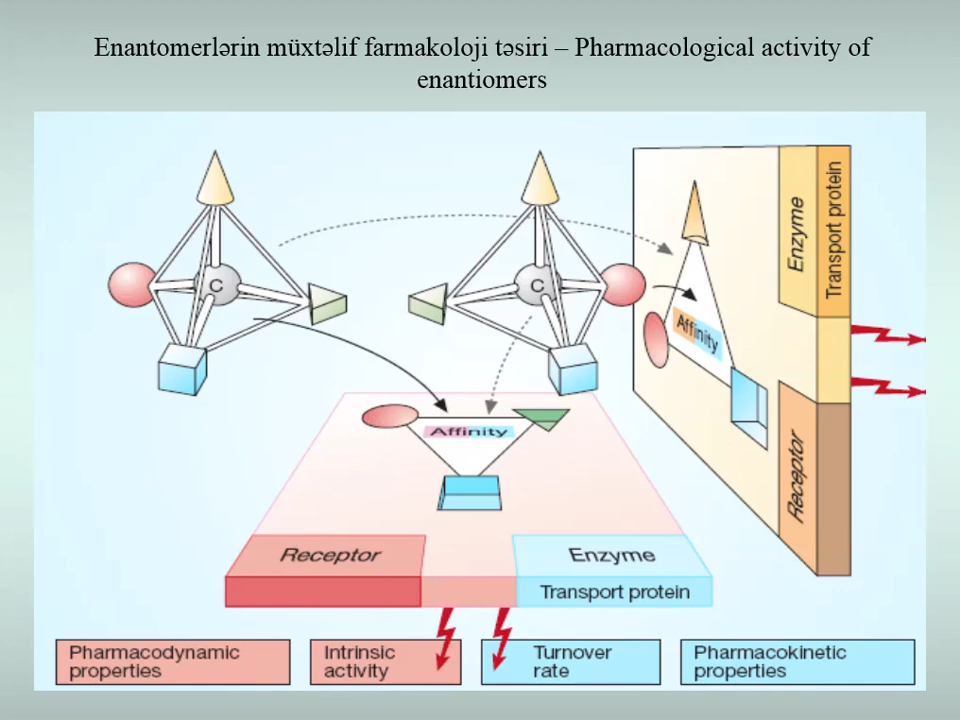 Enantomerlərin müxtəlif farmakoloji təsiri – Pharmacological activity of
enantiomers
C
C
Enzyme
Transport protein
Affinity
Receptor
Affinity
Receptor
Enzyme
Transport protein
Pharmacodynamic
properties
Intrinsic
activity
Turnover
rate
Pharmacokinetic
properties